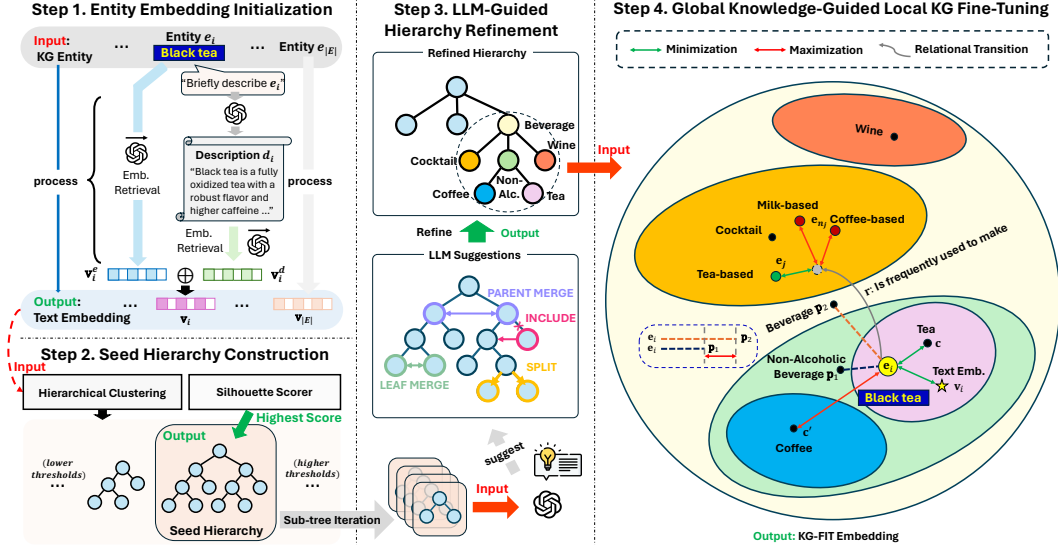 Step 1. Entity Embedding Initialization
Input:
KG Entity
...
Entity e_i
Black tea
...
Entity e_|E|
"Briefly describe e_i"
process
Emb.
Retrieval
Description d_i
"Black tea is a fully
oxidized tea with a
robust flavor and
higher caffeine ..."
process
Emb.
Retrieval
v_i^e
⊕
v_i^d
Output:
Text Embedding
...
v_i
...
v_|E|
Step 2. Seed Hierarchy Construction
Input
Hierarchical Clustering
Silhouette Scorer
Highest Score
(lower
thresholds)
...
Output
Seed Hierarchy
(higher
thresholds)
...
Sub-tree Iteration
Step 3. LLM-Guided
Hierarchy Refinement
Refined Hierarchy
Beverage
Wine
Cocktail
Non-
Alc.
Coffee
Tea
Input
Refine
Output
LLM Suggestions
PARENT MERGE
INCLUDE
LEAF MERGE
SPLIT
suggest
Input
Step 4. Global Knowledge-Guided Local KG Fine-Tuning
Minimization
Maximization
Relational Transition
Wine
Milk-based
e_nj
Coffee-based
Cocktail
e_j
Tea-based
r: Is frequently used to make
Beverage p_2
e_i
p_2
e_i
p_1
Non-Alcoholic
Beverage p_1
Tea
c
e_i
Text Emb.
v_i
Black tea
c'
Coffee
Output: KG-FIT Embedding